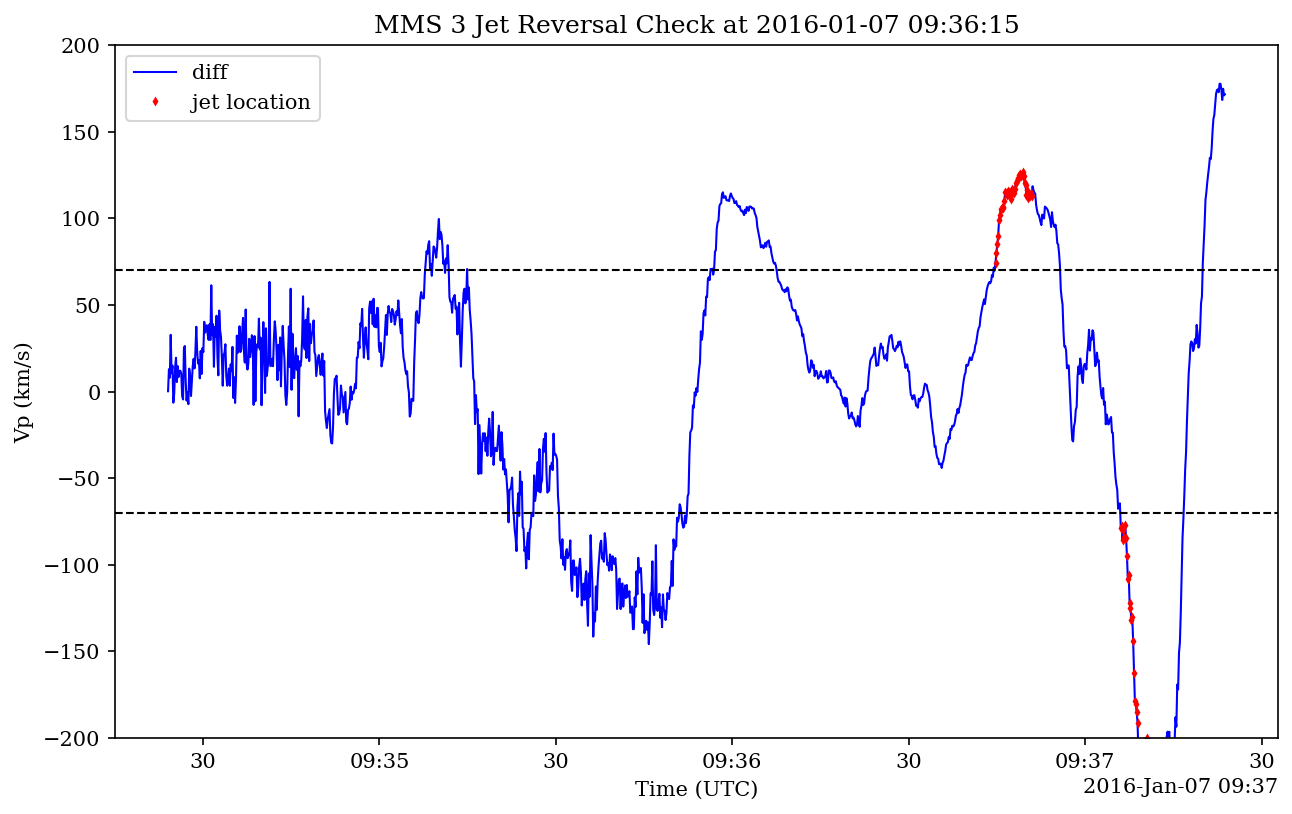 MMS 3 Jet Reversal Check at 2016-01-07 09:36:15
diff
jet location
200
150
100
50
0
−50
−100
−150
−200
Vp (km/s)
30
09:35
30
09:36
30
09:37
30
Time (UTC)
2016-Jan-07 09:37